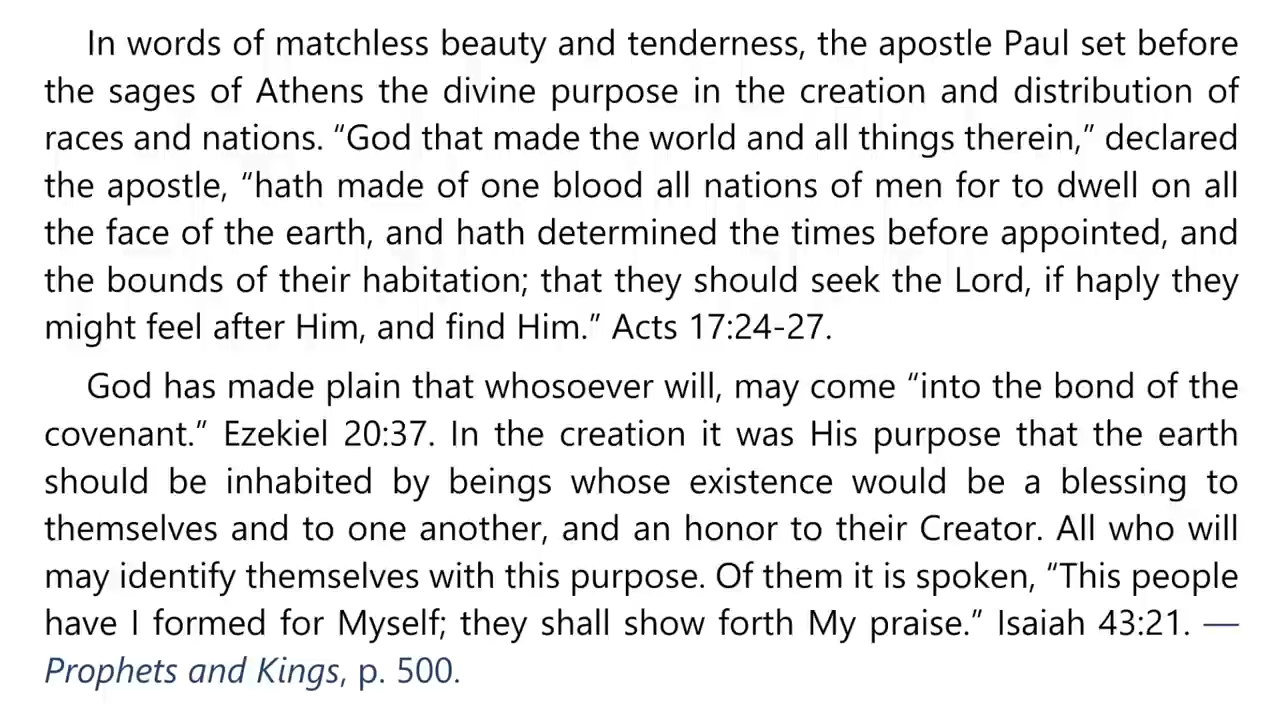 In words of matchless beauty and tenderness, the apostle Paul set before
the sages of Athens the divine purpose in the creation and distribution of
races and nations. “God that made the world and all things therein,” declared
the apostle, “hath made of one blood all nations of men for to dwell on all
the face of the earth, and hath determined the times before appointed, and
the bounds of their habitation; that they should seek the Lord, if haply they
might feel after Him, and find Him.” Acts 17:24-27.
God has made plain that whosoever will, may come “into the bond of the
covenant.” Ezekiel 20:37. In the creation it was His purpose that the earth
should be inhabited by beings whose existence would be a blessing to
themselves and to one another, and an honor to their Creator. All who will
may identify themselves with this purpose. Of them it is spoken, “This people
have I formed for Myself; they shall show forth My praise.” Isaiah 43:21. —
Prophets and Kings, p. 500.